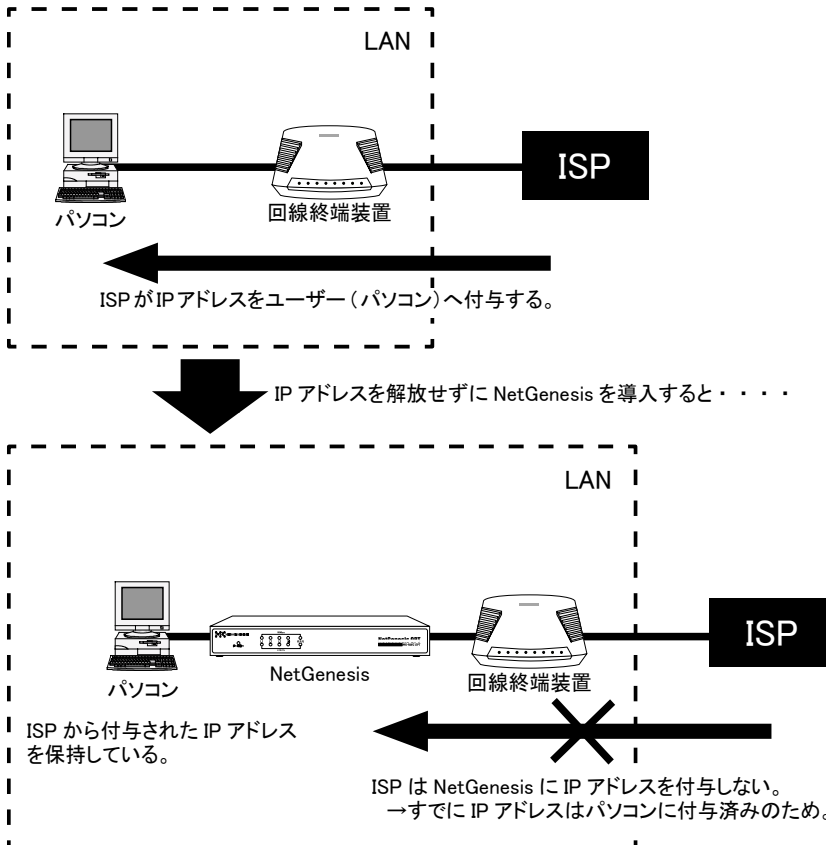 LAN
ISP
パソコン
回線終端装置
ISPがIPアドレスをユーザー（パソコン）へ付与する。
IP アドレスを解放せずに NetGenesis を導入すると・・・・
LAN
ISP
パソコン
NetGenesis
回線終端装置
ISP から付与された IP アドレス
を保持している。
ISP は NetGenesis に IP アドレスを付与しない。
→すでに IP アドレスはパソコンに付与済みのため。